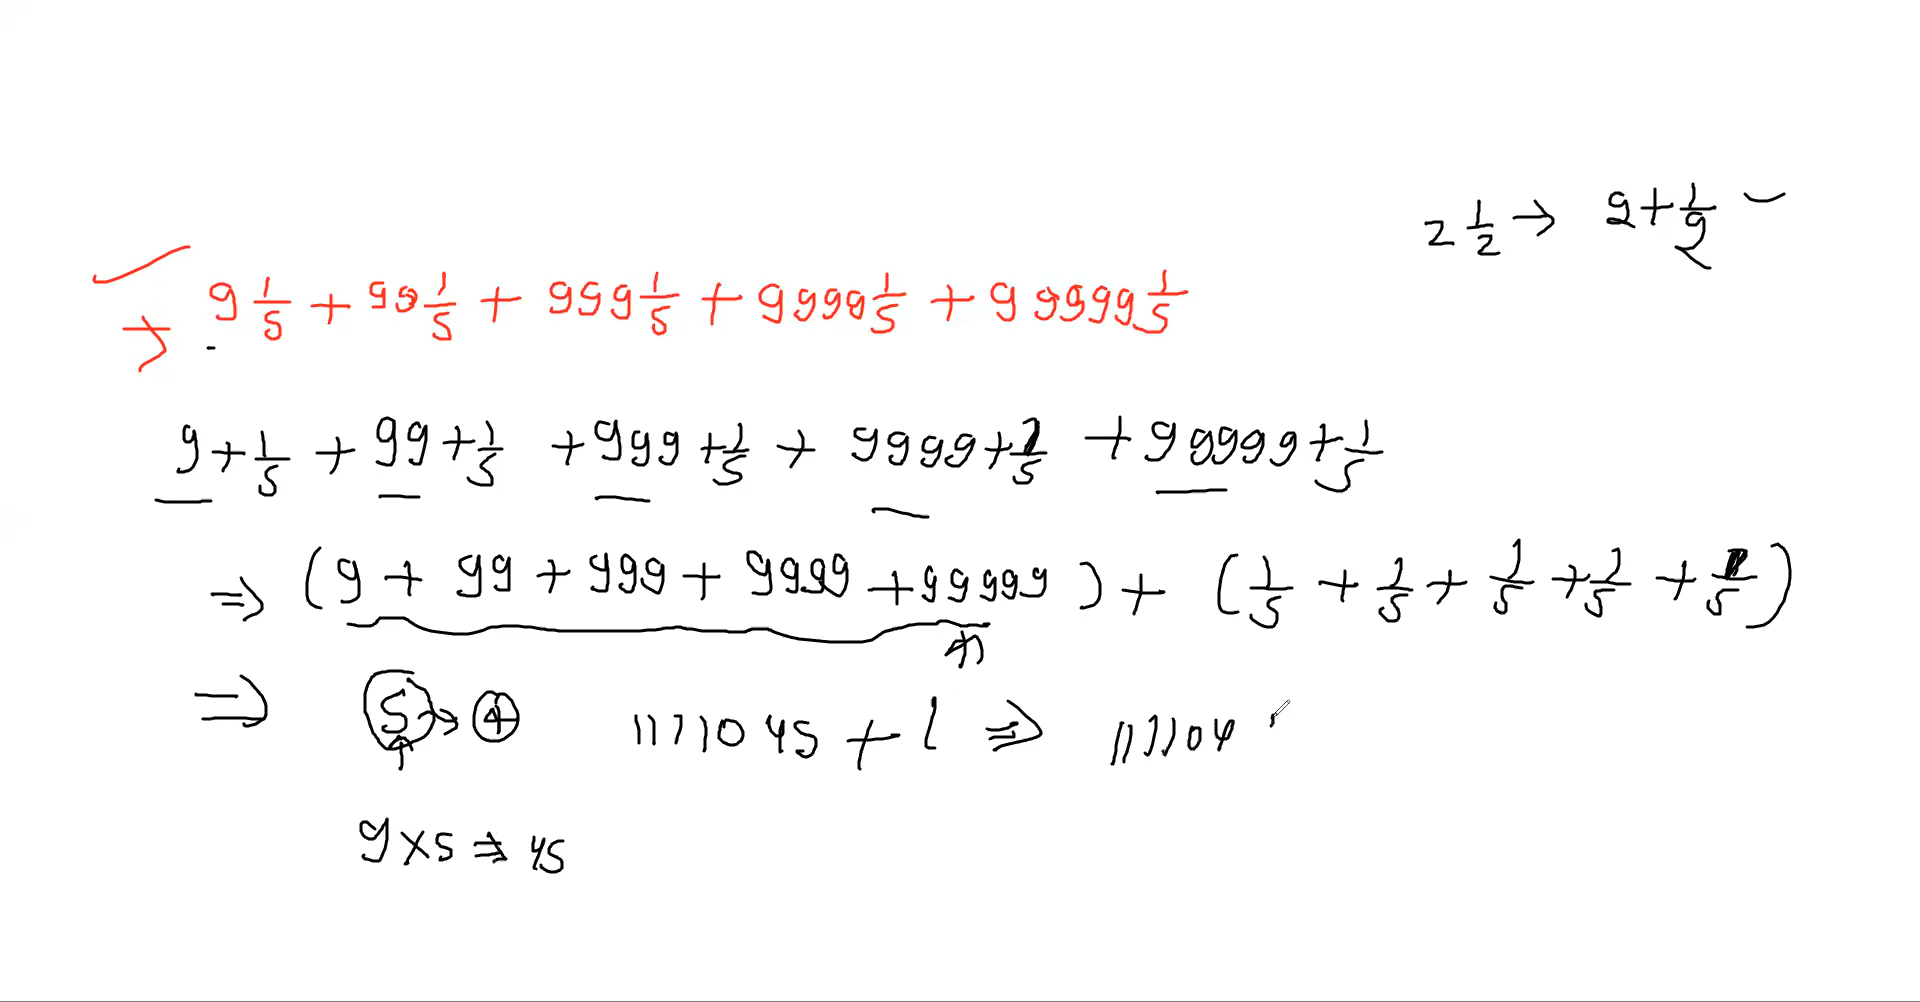 2 1/2 → 2 + 1/2
→ 9 1/5 + 99 1/5 + 999 1/5 + 9999 1/5 + 99999 1/5
9 + 1/5 + 99 + 1/5 + 999 + 1/5 + 9999 + 1/5 + 99999 + 1/5
⇒ (9 + 99 + 999 + 9999 + 99999) + (1/5 + 1/5 + 1/5 + 1/5 + 1/5)
⇒ 5 → 4 1111045 + 1 ⇒ 111104
9 × 5 ⇒ 45